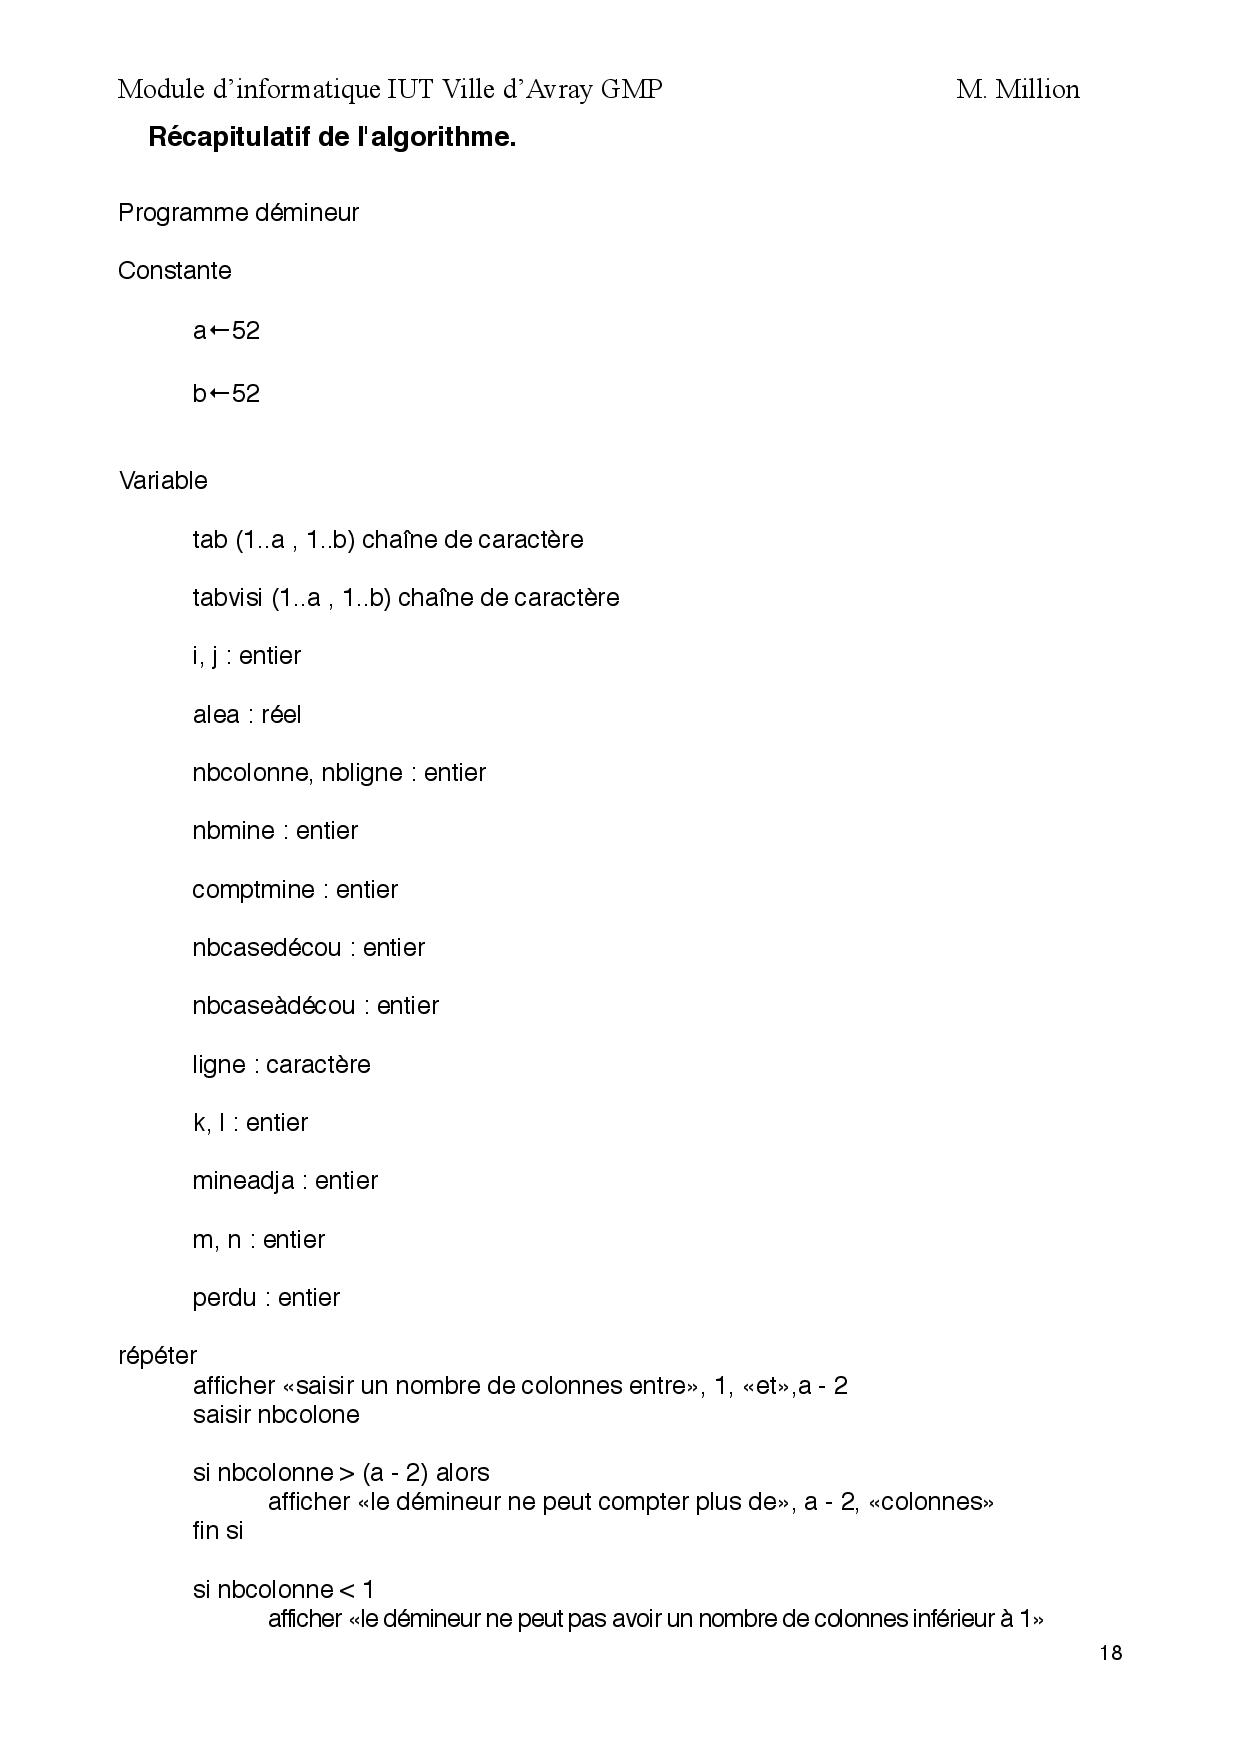 Module d'informatique IUT Ville d'Avray GMP M. Million
Récapitulatif de l'algorithme.
Programme démineur
Constante
a←52
b←52
Variable
tab (1..a , 1..b) chaîne de caractère
tabvisi (1..a , 1..b) chaîne de caractère
i, j : entier
alea : réel
nbcolonne, nbligne : entier
nbmine : entier
comptmine : entier
nbcasedécou : entier
nbcaseàdécou : entier
ligne : caractère
k, l : entier
mineadja : entier
m, n : entier
perdu : entier
répéter
afficher «saisir un nombre de colonnes entre», 1, «et»,a - 2
saisir nbcolone
si nbcolonne > (a - 2) alors
afficher «le démineur ne peut compter plus de», a - 2, «colonnes»
fin si
si nbcolonne < 1
afficher «le démineur ne peut pas avoir un nombre de colonnes inférieur à 1»
18